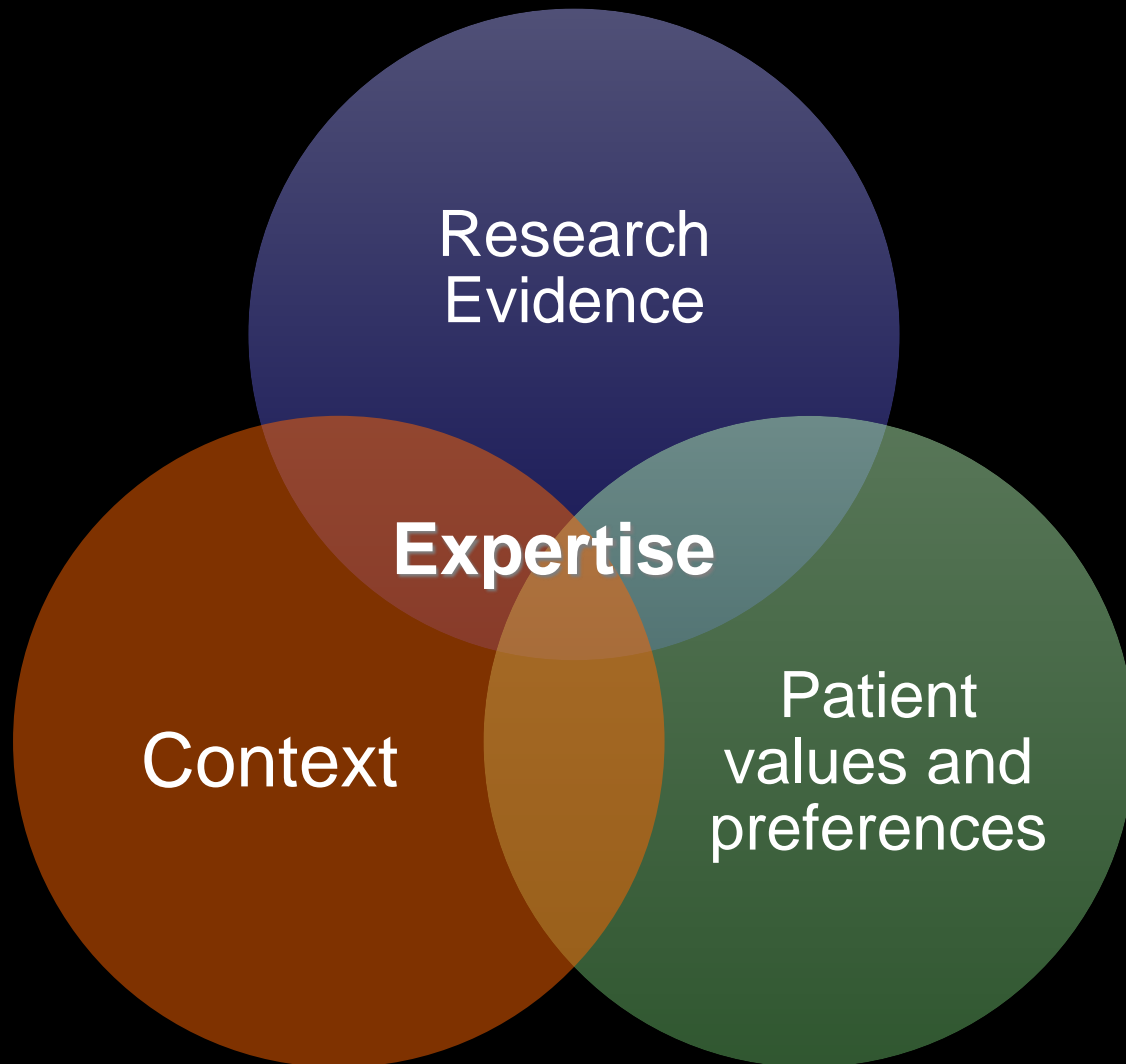 Research
Evidence
Expertise
Context
Patient
values and
preferences